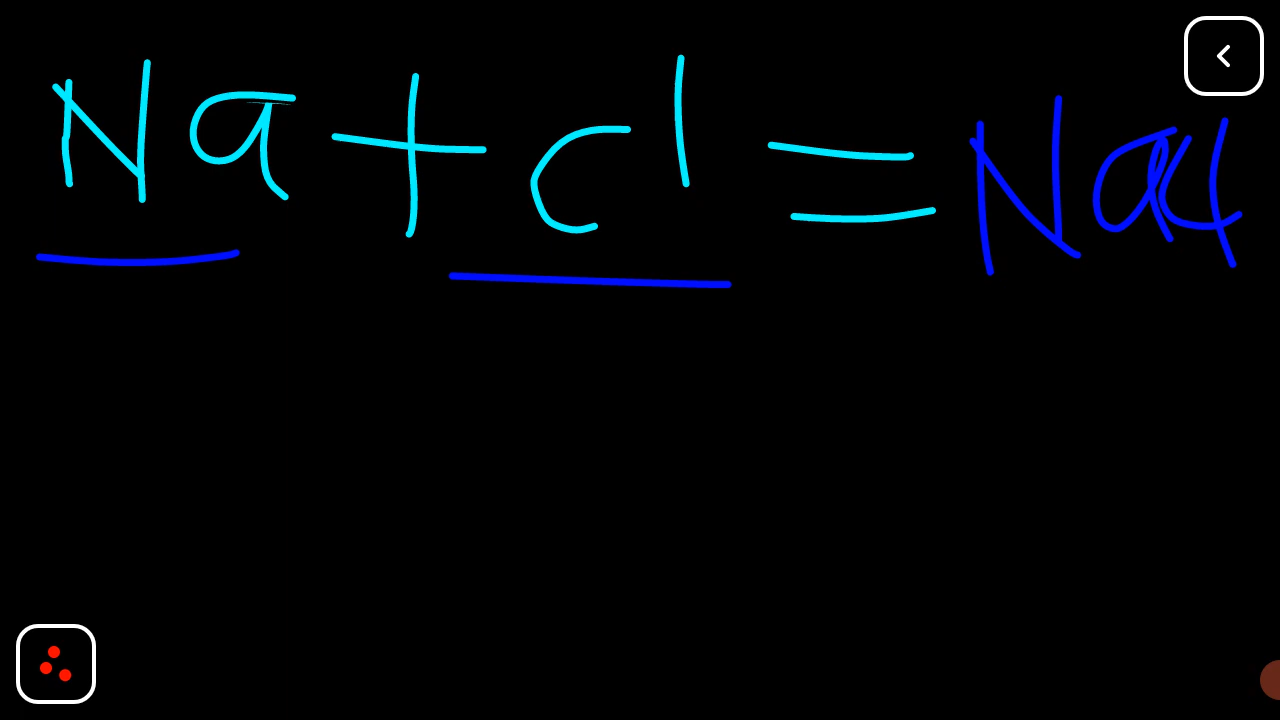 Na + Cl = NaCl